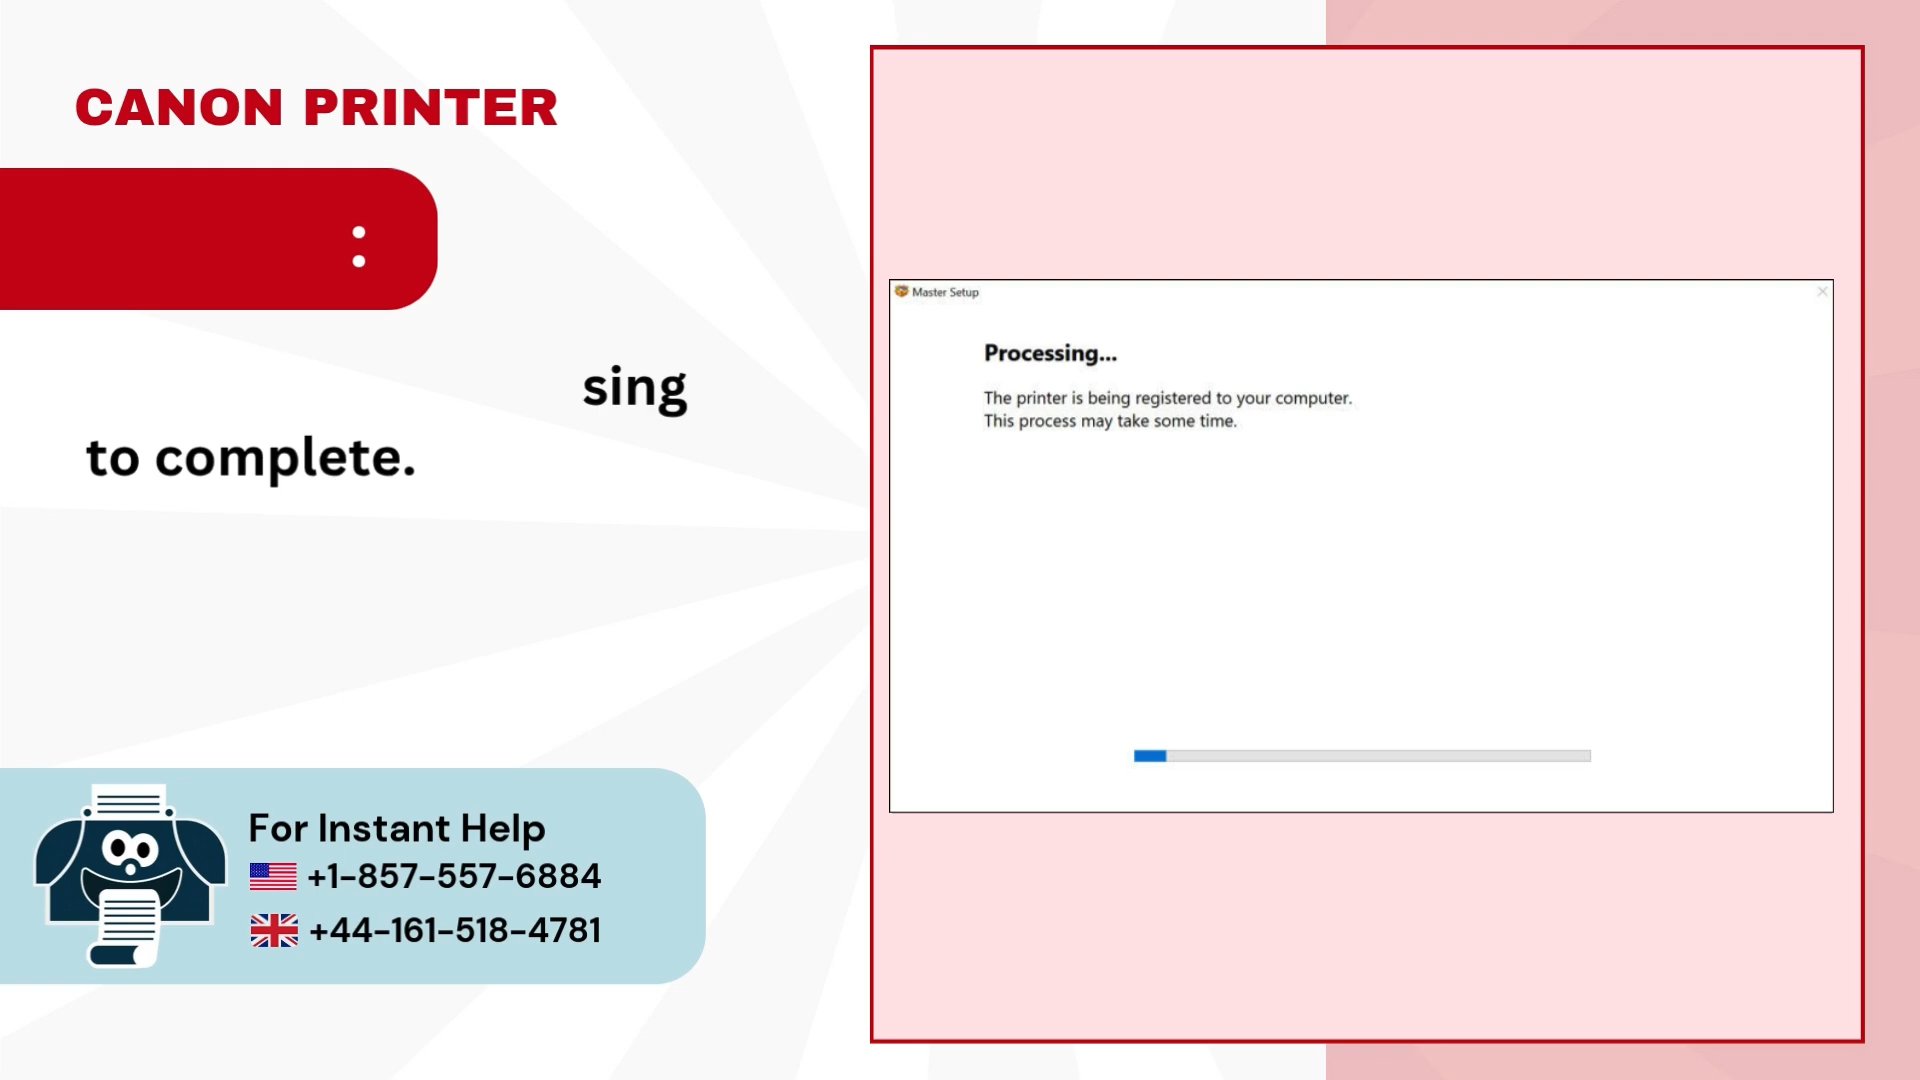 CANON PRINTER
:
sing
to complete.
For Instant Help
+1-857-557-6884
+44-161-518-4781
Master Setup
Processing...
The printer is being registered to your computer.
This process may take some time.